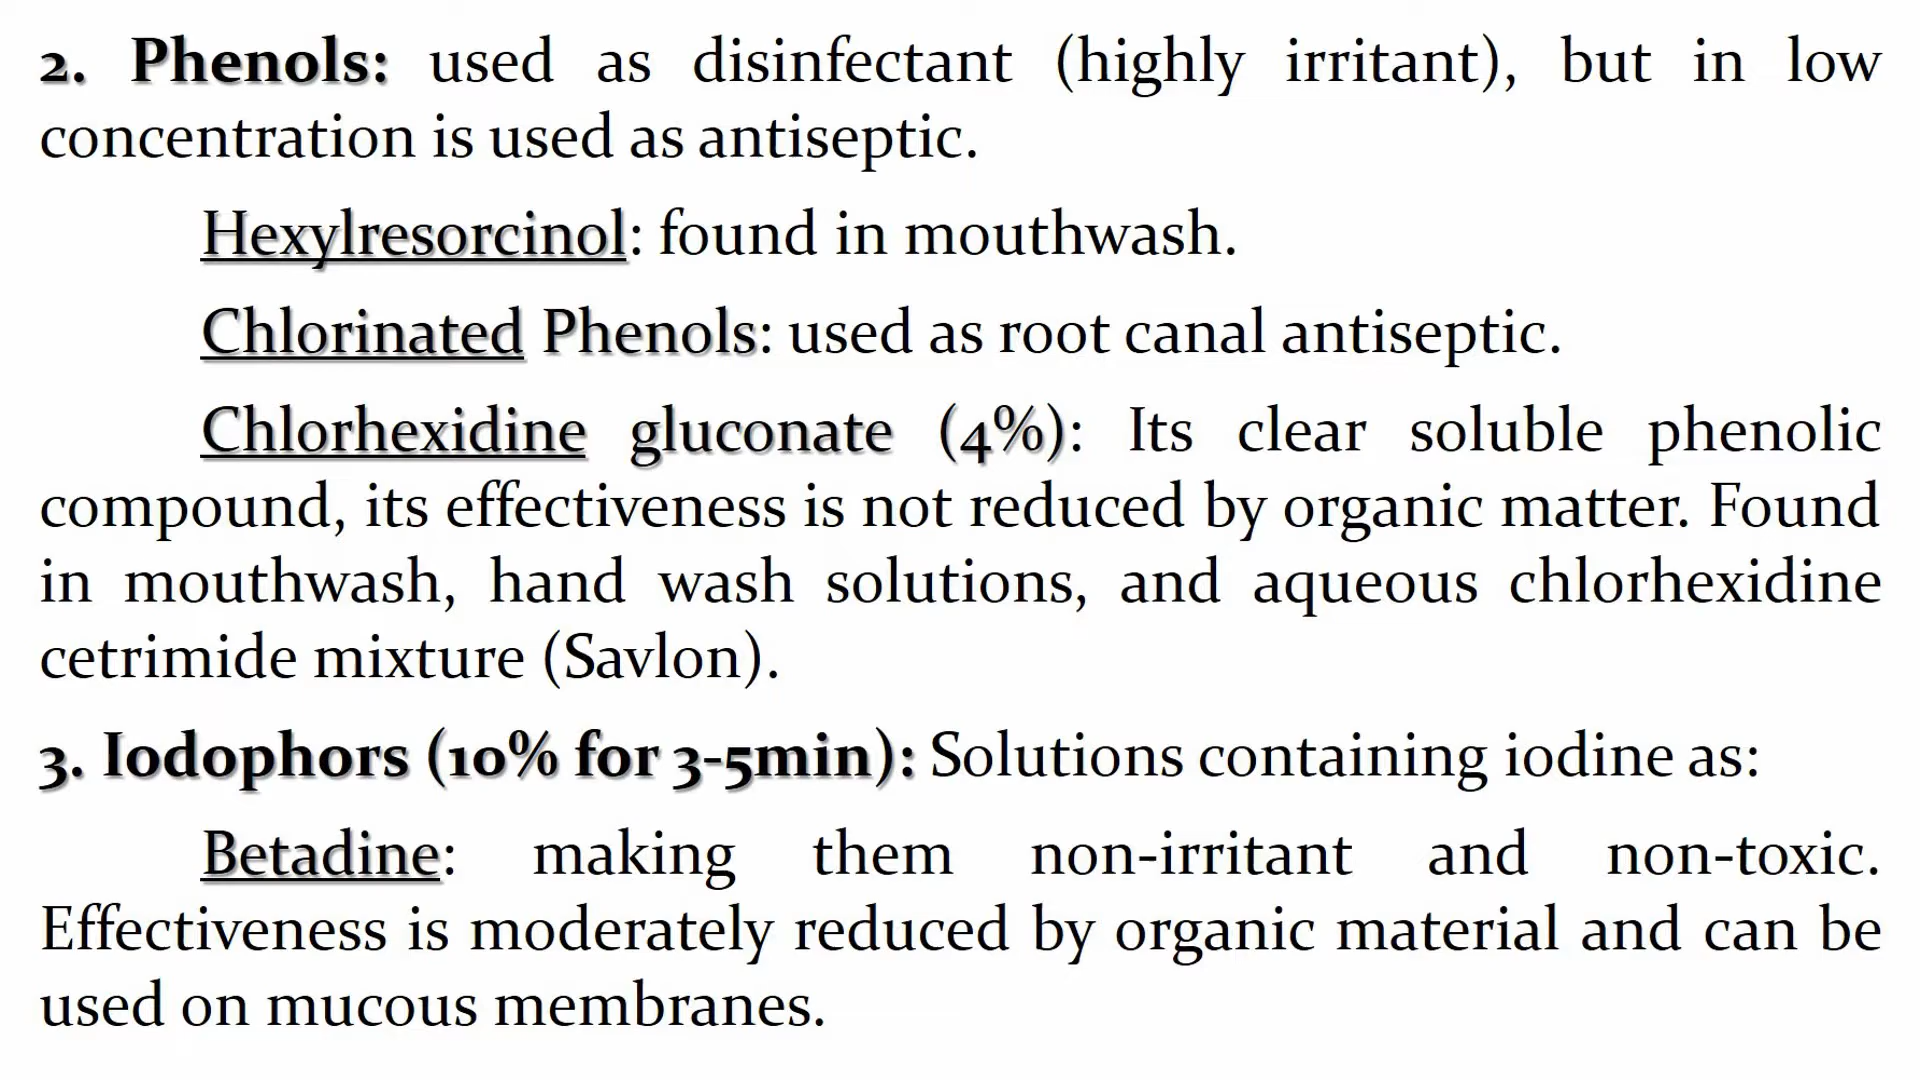 2. Phenols: used as disinfectant (highly irritant), but in low
concentration is used as antiseptic.
Hexylresorcinol: found in mouthwash.
Chlorinated Phenols: used as root canal antiseptic.
Chlorhexidine gluconate (4%): Its clear soluble phenolic
compound, its effectiveness is not reduced by organic matter. Found
in mouthwash, hand wash solutions, and aqueous chlorhexidine
cetrimide mixture (Savlon).
3. Iodophors (10% for 3-5min): Solutions containing iodine as:
Betadine: making them non-irritant and non-toxic.
Effectiveness is moderately reduced by organic material and can be
used on mucous membranes.